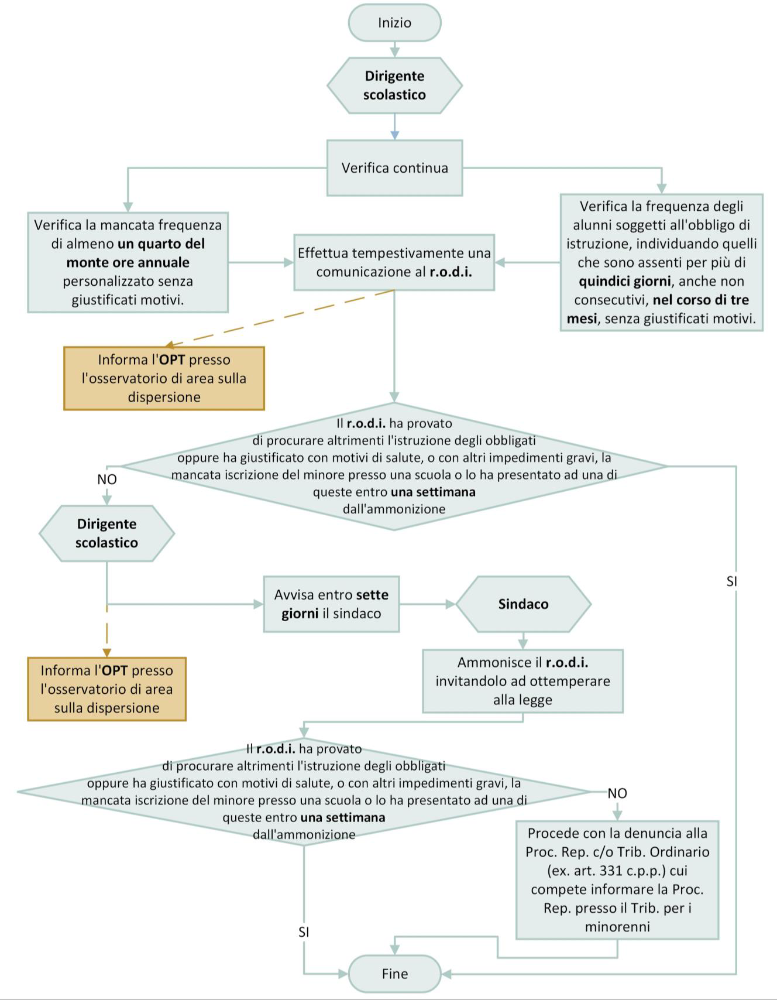 Inizio
Dirigente
scolastico
Verifica continua
Verifica la mancata frequenza
di almeno un quarto del
monte ore annuale
personalizzato senza
giustificati motivi.
Effettua tempestivamente una
comunicazione al r.o.d.i.
Verifica la frequenza degli
alunni soggetti all'obbligo di
istruzione, individuando quelli
che sono assenti per più di
quindici giorni, anche non
consecutivi, nel corso di tre
mesi, senza giustificati motivi.
Informa l'OPT presso
l'osservatorio di area sulla
dispersione
Il r.o.d.i. ha provato
di procurare altrimenti l'istruzione degli obbligati
oppure ha giustificato con motivi di salute, o con altri impedimenti gravi, la
mancata iscrizione del minore presso una scuola o lo ha presentato ad una di
queste entro una settimana
dall'ammonizione
NO
Dirigente
scolastico
SI
Avvisa entro sette
giorni il sindaco
Sindaco
Informa l'OPT presso
l'osservatorio di area
sulla dispersione
Ammonisce il r.o.d.i.
invitandolo ad ottemperare
alla legge
Il r.o.d.i. ha provato
di procurare altrimenti l'istruzione degli obbligati
oppure ha giustificato con motivi di salute, o con altri impedimenti gravi, la
mancata iscrizione del minore presso una scuola o lo ha presentato ad una di
queste entro una settimana
dall'ammonizione
NO
Procede con la denuncia alla
Proc. Rep. c/o Trib. Ordinario
(ex. art. 331 c.p.p.) cui
compete informare la Proc.
Rep. presso il Trib. per i
minorenni
SI
Fine